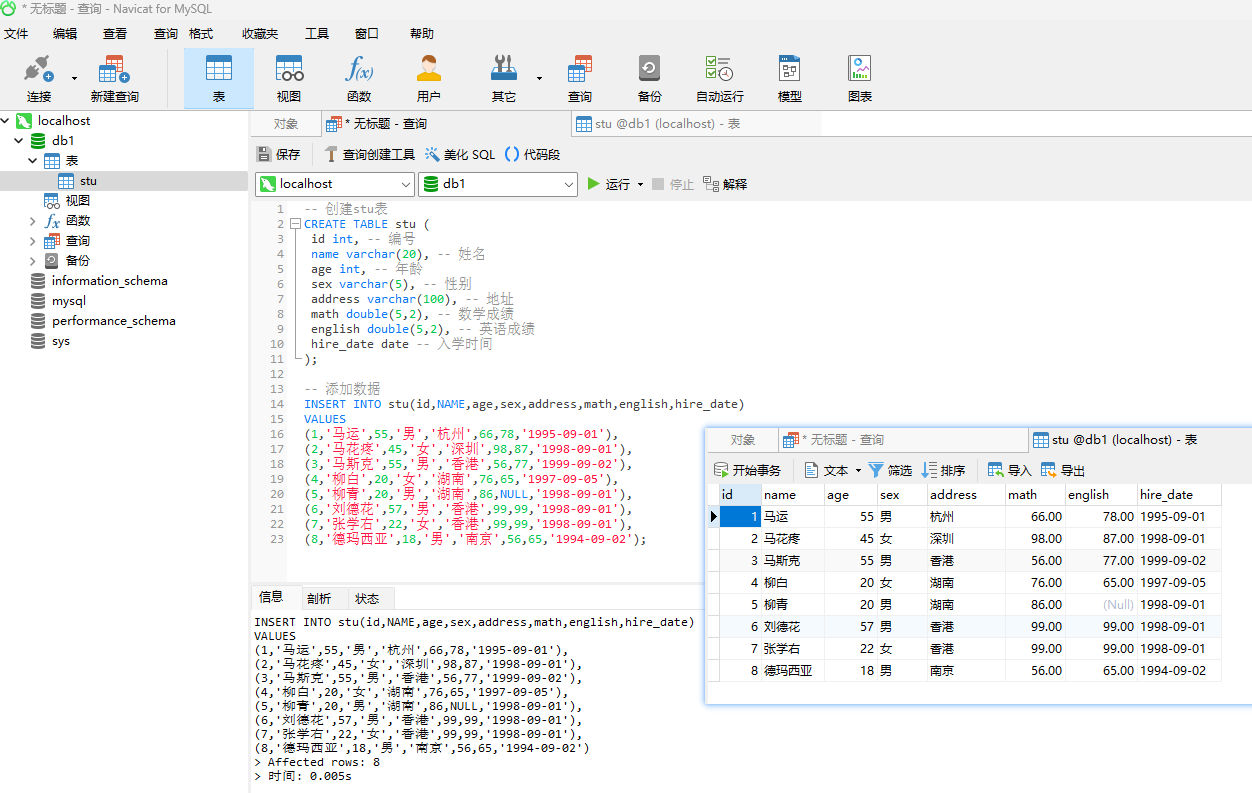 * 无标题 - 查询 - Navicat for MySQL
文件 编辑 查看 查询 格式 收藏夹 工具 窗口 帮助
连接 新建查询 表 视图 函数 用户 其它 查询 备份 自动运行 模型 图表
localhost
db1
表
stu
视图
函数
查询
备份
information_schema
mysql
performance_schema
sys
对象 * 无标题 - 查询 stu @db1 (localhost) - 表
保存 查询创建工具 美化 SQL () 代码段
localhost db1 运行 停止 解释
1 -- 创建stu表
2 CREATE TABLE stu (
3 id int, -- 编号
4 name varchar(20), -- 姓名
5 age int, -- 年龄
6 sex varchar(5), -- 性别
7 address varchar(100), -- 地址
8 math double(5,2), -- 数学成绩
9 english double(5,2), -- 英语成绩
10 hire_date date -- 入学时间
11 );
12
13 -- 添加数据
14 INSERT INTO stu(id,NAME,age,sex,address,math,english,hire_date)
15 VALUES
16 (1,'马运',55,'男','杭州',66,78,'1995-09-01'),
17 (2,'马花疼',45,'女','深圳',98,87,'1998-09-01'),
18 (3,'马斯克',55,'男','香港',56,77,'1999-09-02'),
19 (4,'柳白',20,'女','湖南',76,65,'1997-09-05'),
20 (5,'柳青',20,'男','湖南',86,NULL,'1998-09-01'),
21 (6,'刘德花',57,'男','香港',99,99,'1998-09-01'),
22 (7,'张学右',22,'女','香港',99,99,'1998-09-01'),
23 (8,'德玛西亚',18,'男','南京',56,65,'1994-09-02');
信息 剖析 状态
INSERT INTO stu(id,NAME,age,sex,address,math,english,hire_date)
VALUES
(1,'马运',55,'男','杭州',66,78,'1995-09-01'),
(2,'马花疼',45,'女','深圳',98,87,'1998-09-01'),
(3,'马斯克',55,'男','香港',56,77,'1999-09-02'),
(4,'柳白',20,'女','湖南',76,65,'1997-09-05'),
(5,'柳青',20,'男','湖南',86,NULL,'1998-09-01'),
(6,'刘德花',57,'男','香港',99,99,'1998-09-01'),
(7,'张学右',22,'女','香港',99,99,'1998-09-01'),
(8,'德玛西亚',18,'男','南京',56,65,'1994-09-02')
> Affected rows: 8
> 时间: 0.005s
对象 * 无标题 - 查询 stu @db1 (localhost) - 表
开始事务 文本 筛选 排序 导入 导出
id name age sex address math english hire_date
1 马运 55 男 杭州 66.00 78.00 1995-09-01
2 马花疼 45 女 深圳 98.00 87.00 1998-09-01
3 马斯克 55 男 香港 56.00 77.00 1999-09-02
4 柳白 20 女 湖南 76.00 65.00 1997-09-05
5 柳青 20 男 湖南 86.00 (Null) 1998-09-01
6 刘德花 57 男 香港 99.00 99.00 1998-09-01
7 张学右 22 女 香港 99.00 99.00 1998-09-01
8 德玛西亚 18 男 南京 56.00 65.00 1994-09-02